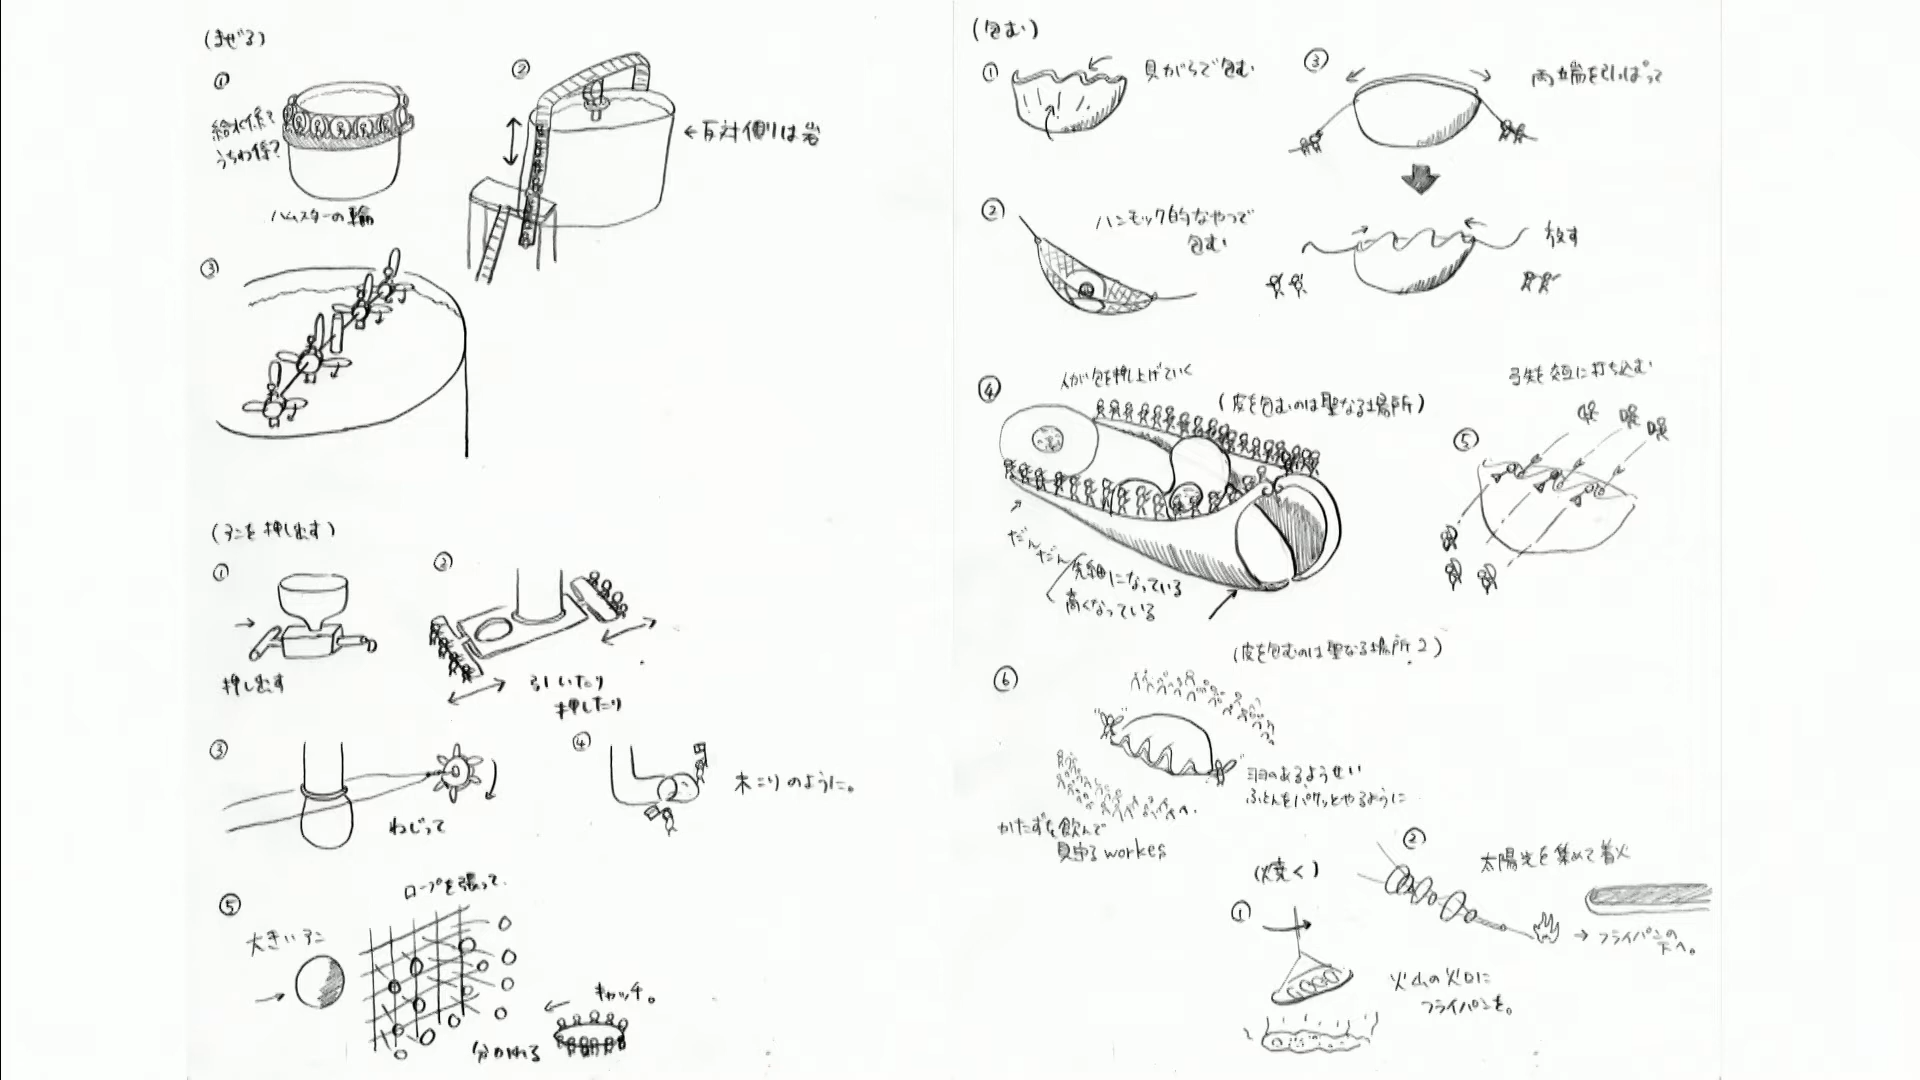 (まぜる)
①
給水係?
うちわ係?
ハムスターの輪
②
←反対側は岩
③
(アンを押し出す)
①
押し出す
②
引いたり
押したり
③
ねじって
④
木こりのように。
⑤
ロープを張って、
大きいアン
分かれる
キャッチ。
(包む)
①
貝がらで包む
③
両端を引っぱって
放す
②
ハンモック的なやつで
包む
④
人が包を押し上げていく
(皮を包むのは聖なる場所)
だんだん
先細になっている
高くなっている
弓矢を交互に打ち込む
⑤
(皮を包むのは聖なる場所2)
⑥
羽のあるようせい
ふとんをパサッとやるように
かたずを飲んで
見守る workes
(焼く)
①
火山の火口に
フライパンを。
②
太陽光を集めて着火
→フライパンの
下へ。